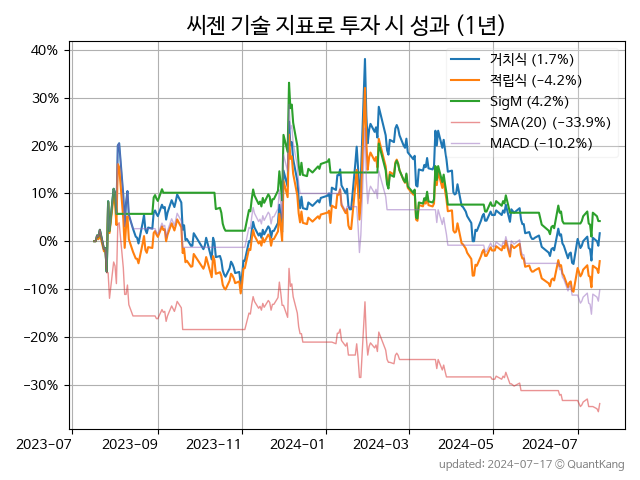 씨젠 기술 지표로 투자 시 성과 (1년)
40%
30%
20%
10%
0%
−10%
−20%
−30%
거치식 (1.7%)
적립식 (−4.2%)
SigM (4.2%)
SMA(20) (−33.9%)
MACD (−10.2%)
2023-07 2023-09 2023-11 2024-01 2024-03 2024-05 2024-07
updated: 2024-07-17 © QuantKang